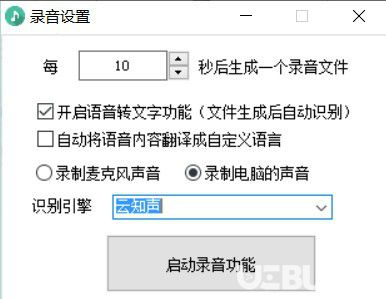 录音设置
每 10 秒后生成一个录音文件
开启语音转文字功能（文件生成后自动识别）
自动将语音内容翻译成自定义语言
录制麦克风声音 录制电脑的声音
识别引擎 云知声
启动录音功能